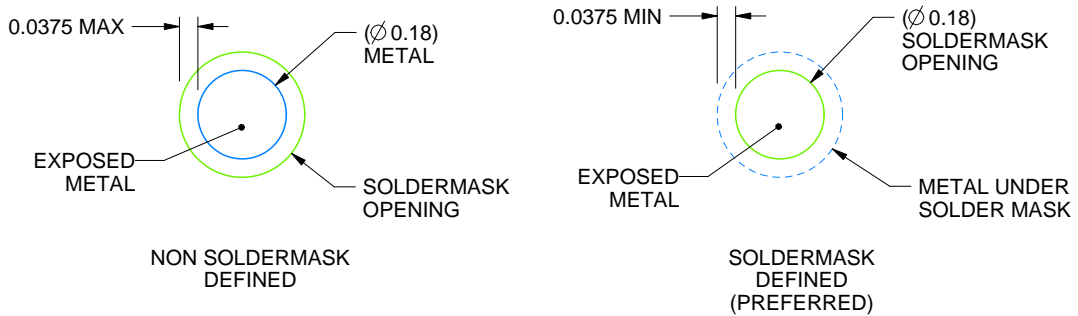 0.0375 MAX
(∅ 0.18)
METAL
EXPOSED
METAL
SOLDERMASK
OPENING
NON SOLDERMASK
DEFINED
0.0375 MIN
(∅ 0.18)
SOLDERMASK
OPENING
EXPOSED
METAL
METAL UNDER
SOLDER MASK
SOLDERMASK
DEFINED
(PREFERRED)